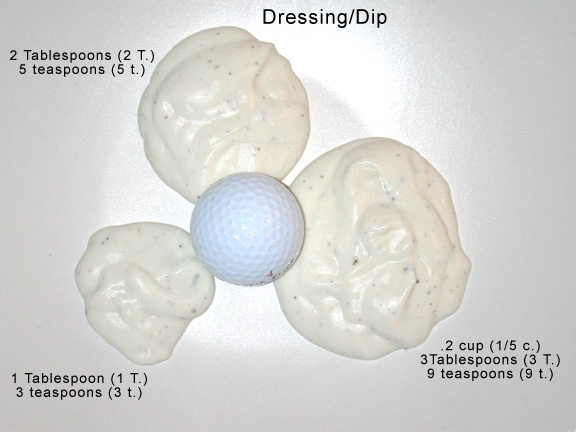 Dressing/Dip
2 Tablespoons (2 T.)
5 teaspoons (5 t.)
.2 cup (1/5 c.)
3Tablespoons (3 T.)
9 teaspoons (9 t.)
1 Tablespoon (1 T.)
3 teaspoons (3 t.)